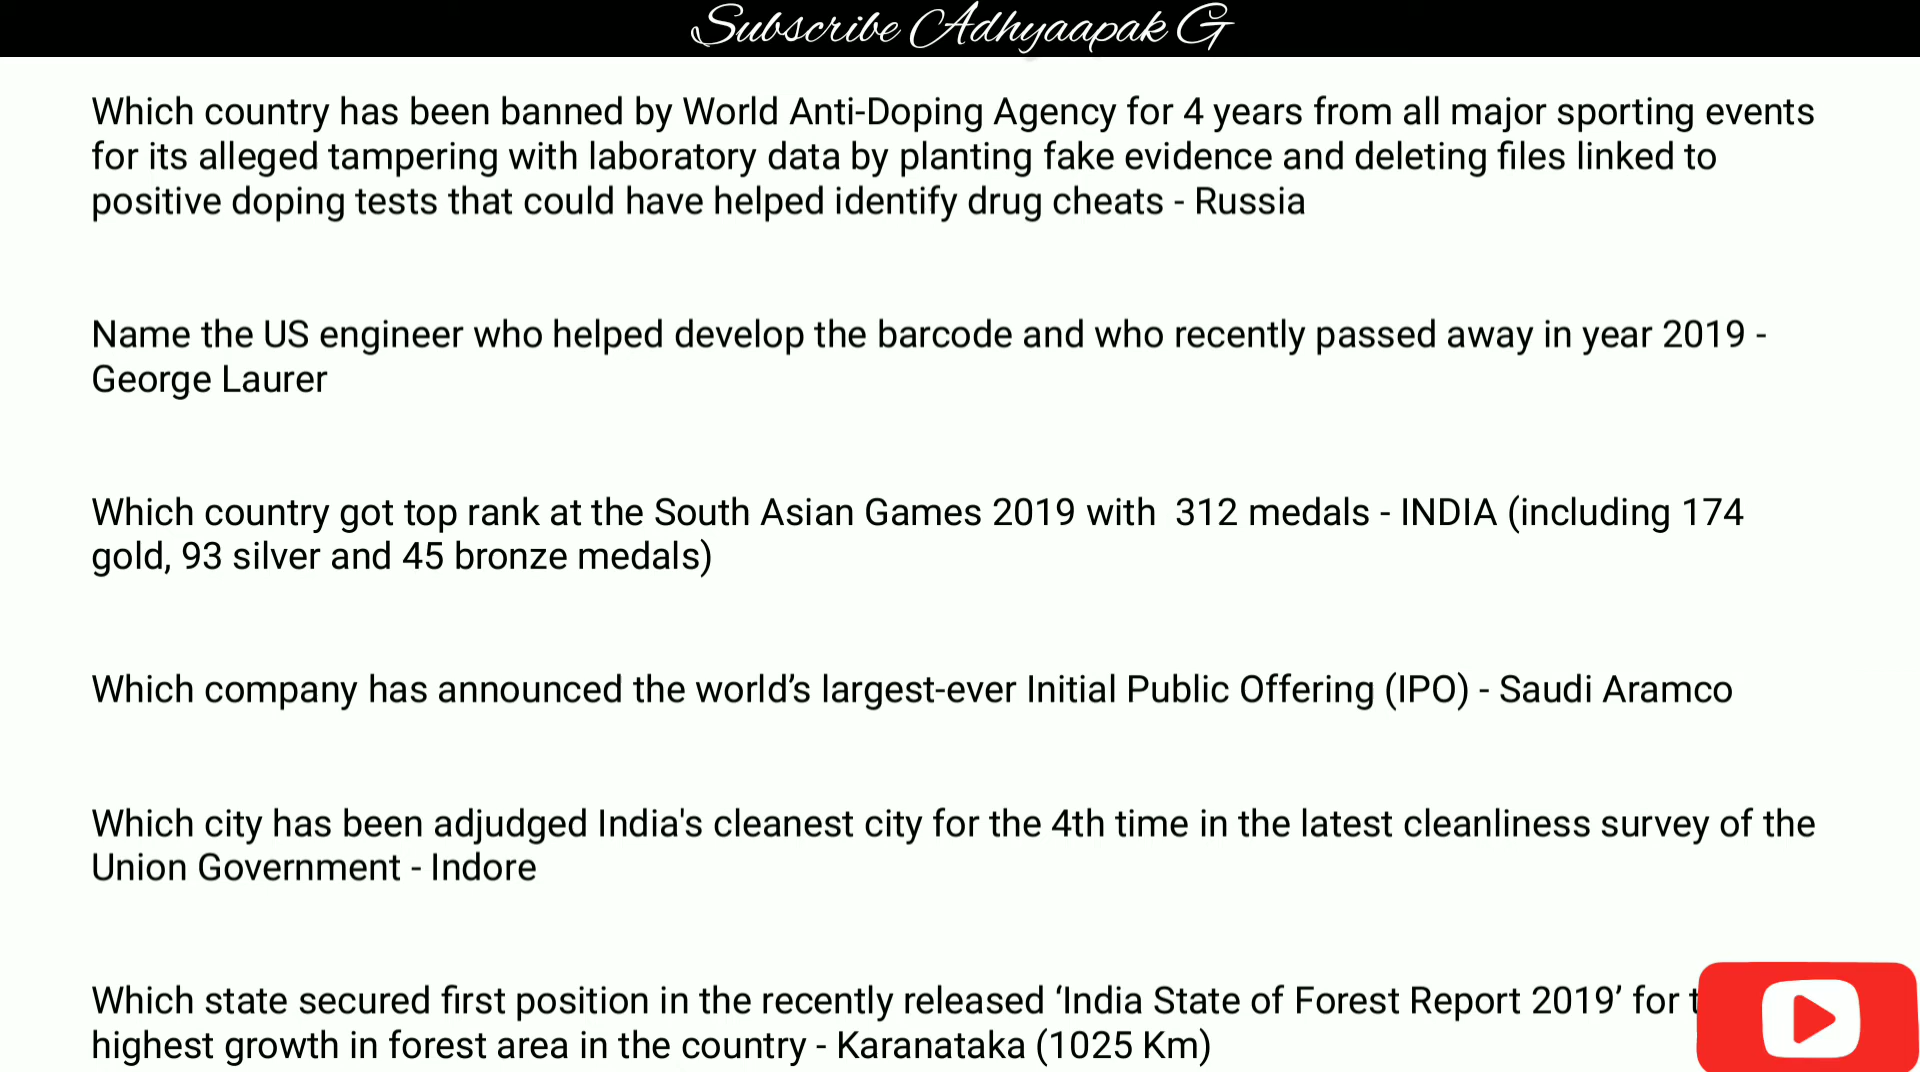 Subscribe Adhyaapak G
Which country has been banned by World Anti-Doping Agency for 4 years from all major sporting events
for its alleged tampering with laboratory data by planting fake evidence and deleting files linked to
positive doping tests that could have helped identify drug cheats - Russia
Name the US engineer who helped develop the barcode and who recently passed away in year 2019 -
George Laurer
Which country got top rank at the South Asian Games 2019 with  312 medals - INDIA (including 174
gold, 93 silver and 45 bronze medals)
Which company has announced the world’s largest-ever Initial Public Offering (IPO) - Saudi Aramco
Which city has been adjudged India's cleanest city for the 4th time in the latest cleanliness survey of the
Union Government - Indore
Which state secured first position in the recently released ‘India State of Forest Report 2019’ for
highest growth in forest area in the country - Karanataka (1025 Km)